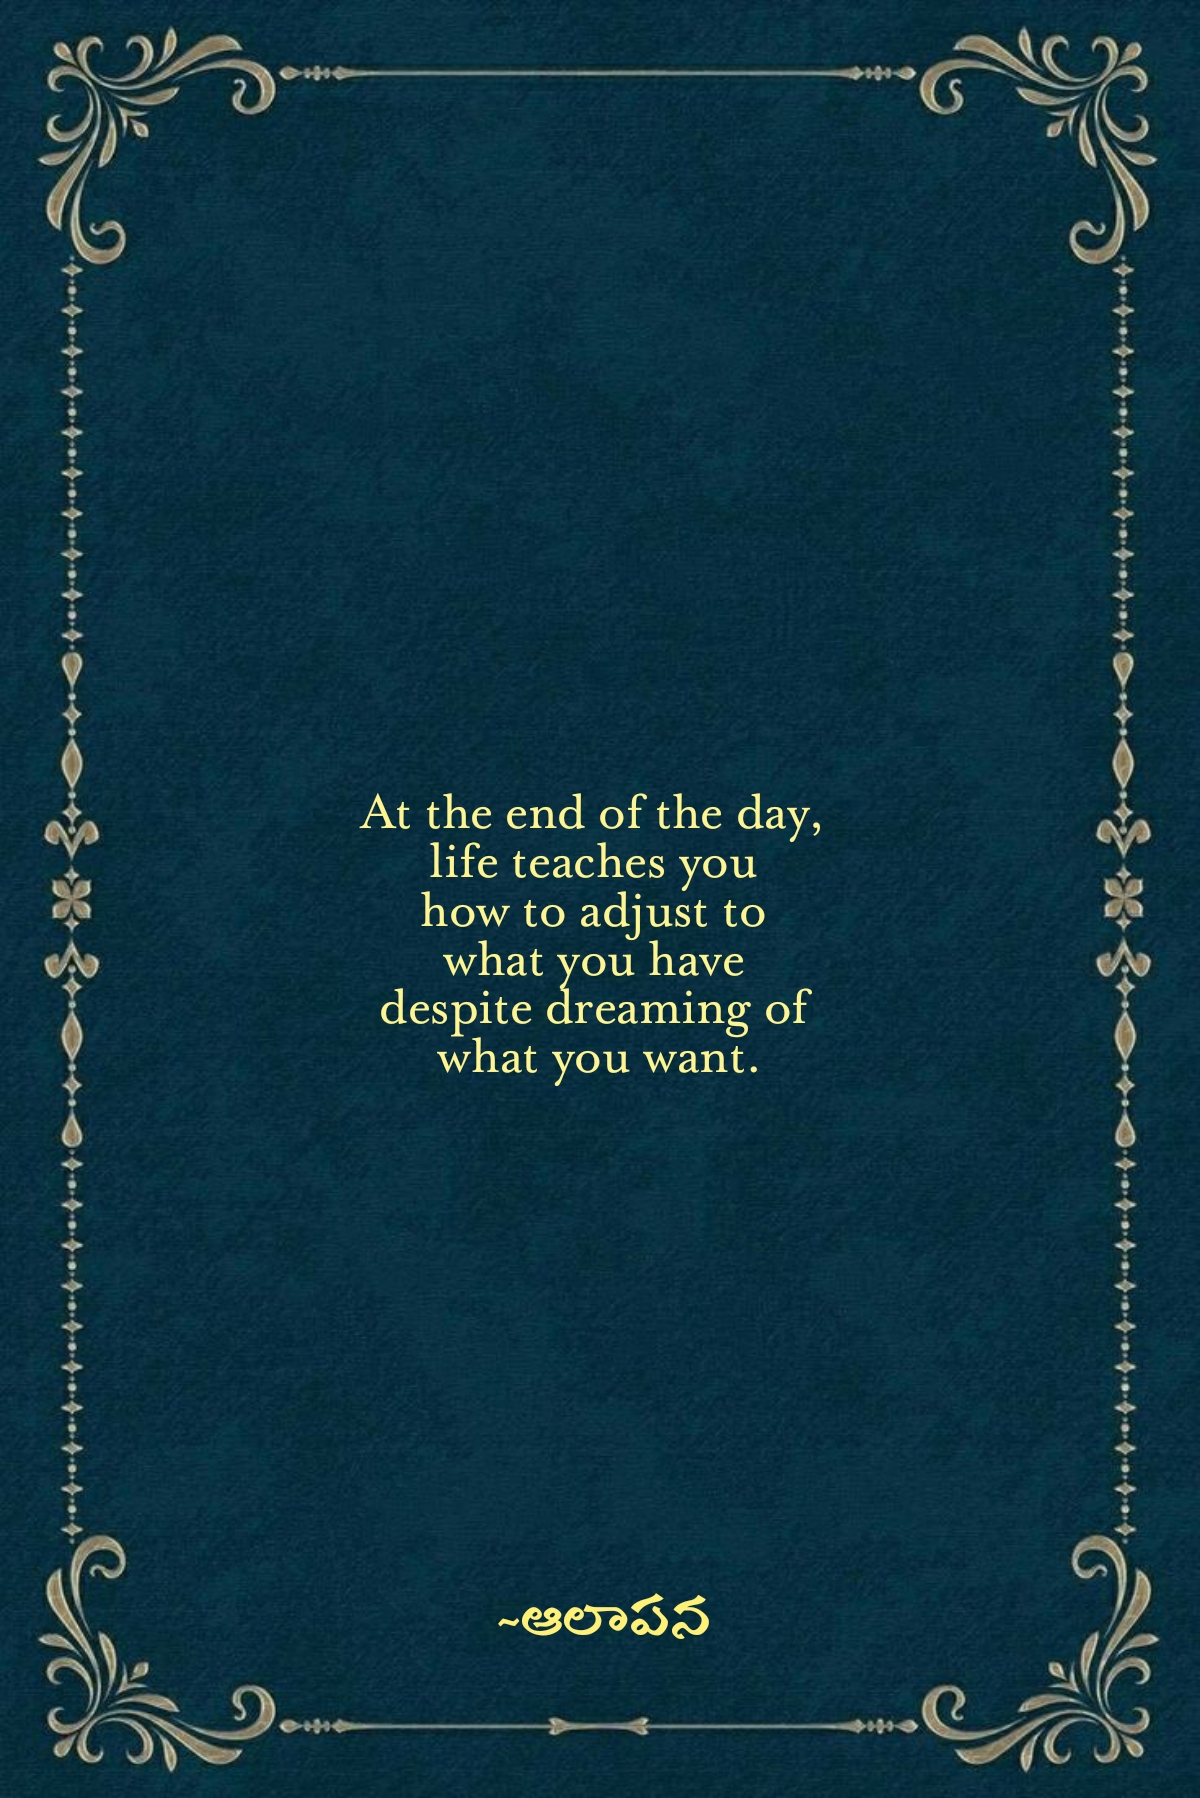 At the end of the day,
life teaches you
how to adjust to
what you have
despite dreaming of
what you want.
~ఆలాపన